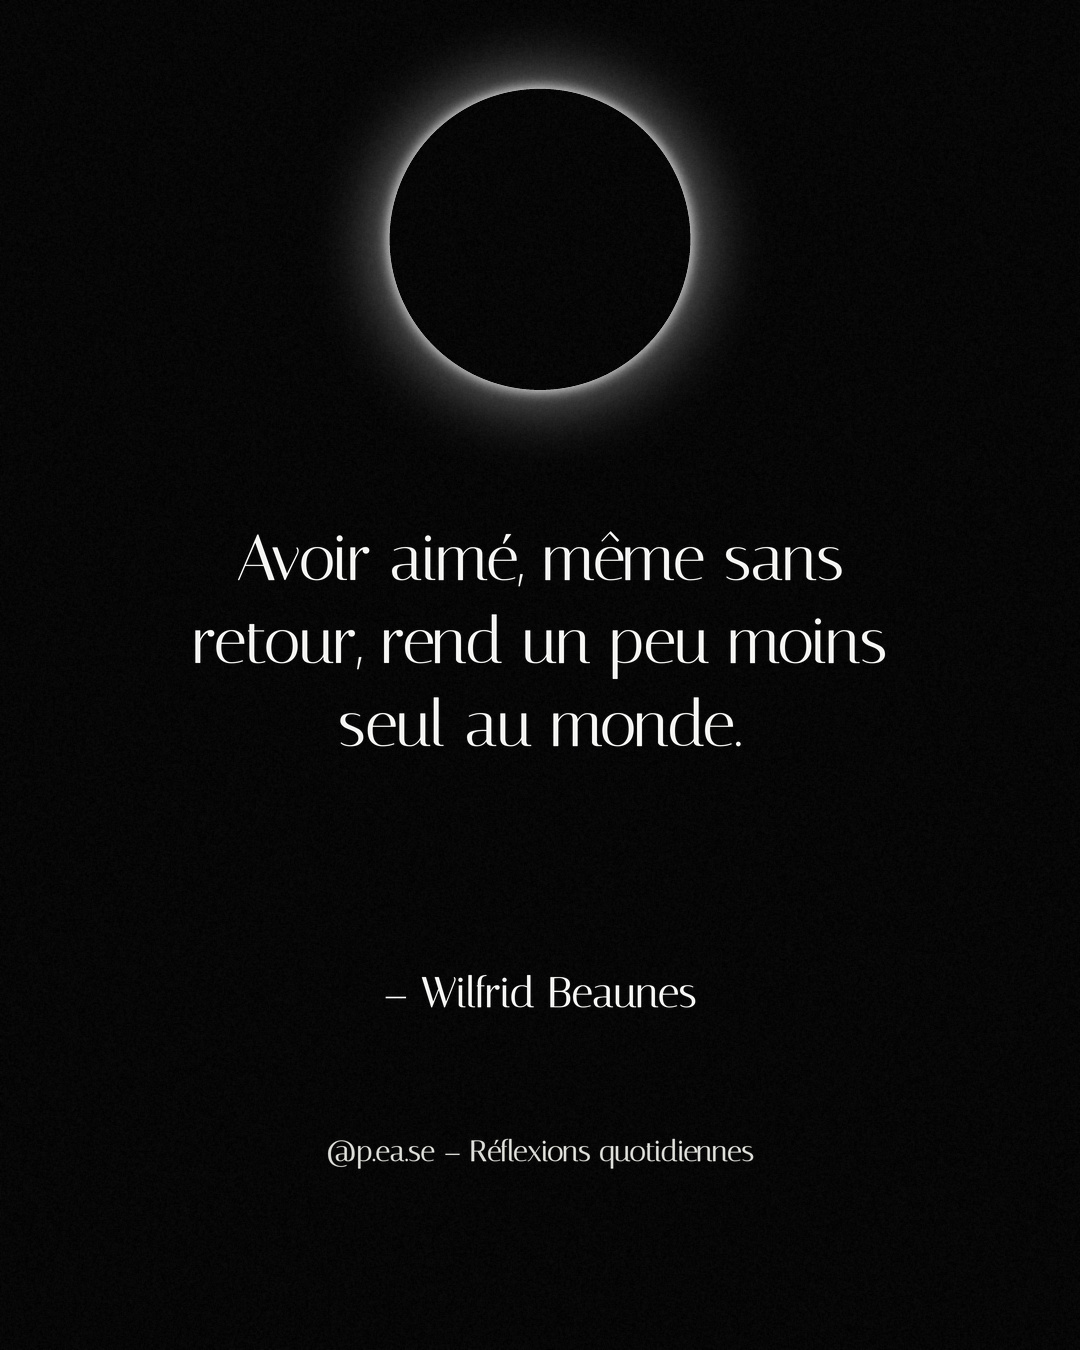 Avoir aimé, même sans
retour, rend un peu moins
seul au monde.
– Wilfrid Beaunes
@p.ea.se – Réflexions quotidiennes